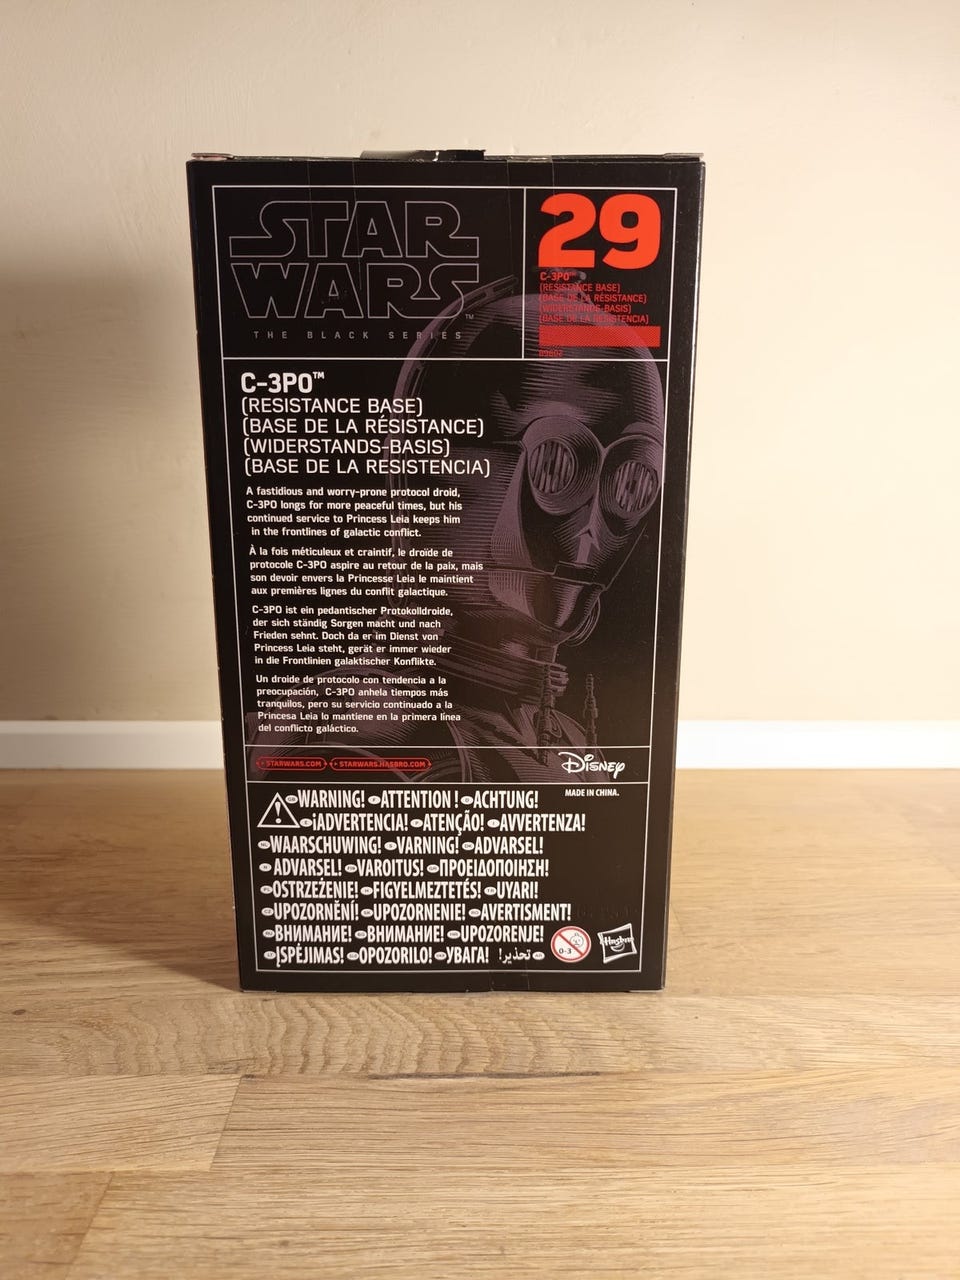 STAR
WARS™
THE BLACK SERIES
29
C-3PO™
(RESISTANCE BASE)
(BASE DE LA RÉSISTANCE)
(WIDERSTANDS-BASIS)
(BASE DE LA RESISTENCIA)
C-3PO™
(RESISTANCE BASE)
(BASE DE LA RÉSISTANCE)
(WIDERSTANDS-BASIS)
(BASE DE LA RESISTENCIA)
A fastidious and worry-prone protocol droid,
C-3PO longs for more peaceful times, but his
continued service to Princess Leia keeps him
in the frontlines of galactic conflict.
À la fois méticuleux et craintif, le droïde de
protocole C-3PO aspire au retour de la paix, mais
son devoir envers la Princesse Leia le maintient
aux premières lignes du conflit galactique.
C-3PO ist ein pedantischer Protokolldroide,
der sich ständig Sorgen macht und nach
Frieden sehnt. Doch da er im Dienst von
Princess Leia steht, gerät er immer wieder
in die Frontlinien galaktischer Konflikte.
Un droide de protocolo con tendencia a la
preocupación, C-3PO anhela tiempos más
tranquilos, pero su servicio continuado a la
Princesa Leia lo mantiene en la primera línea
del conflicto galáctico.
STARWARS.COM STARWARS.HASBRO.COM
Disney
MADE IN CHINA.
WARNING! ATTENTION ! ACHTUNG!
¡ADVERTENCIA! ATENÇÃO! AVVERTENZA!
WAARSCHUWING! VARNING! ADVARSEL!
ADVARSEL! VAROITUS! ΠΡΟΕΙΔΟΠΟΙΗΣΗ!
OSTRZEŻENIE! FIGYELMEZTETÉS! UYARI!
UPOZORNĚNÍ! UPOZORNENIE! AVERTISMENT!
ВНИМАНИЕ! ВНИМАНИЕ! UPOZORENJE!
ĮSPĖJIMAS! OPOZORILO! УВАГА! تحذير!
0-3
Hasbro